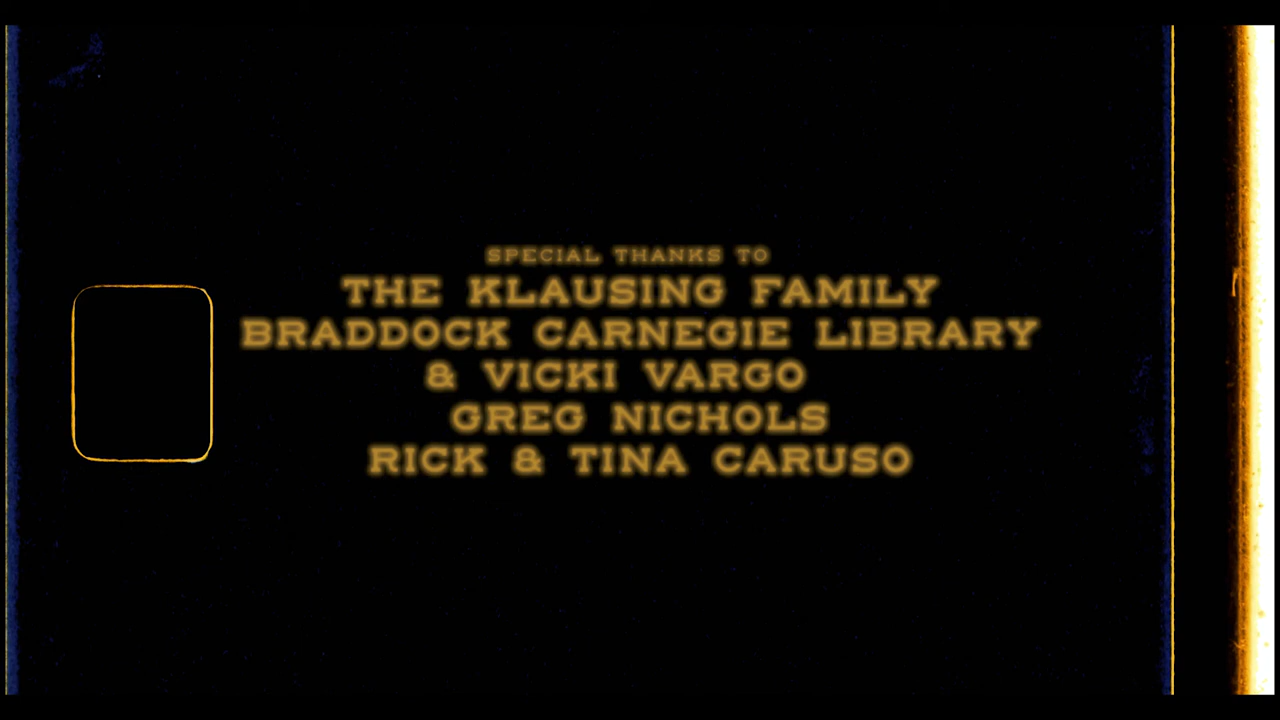 SPECIAL THANKS TO
THE KLAUSING FAMILY
BRADDOCK CARNEGIE LIBRARY
& VICKI VARGO
GREG NICHOLS
RICK & TINA CARUSO